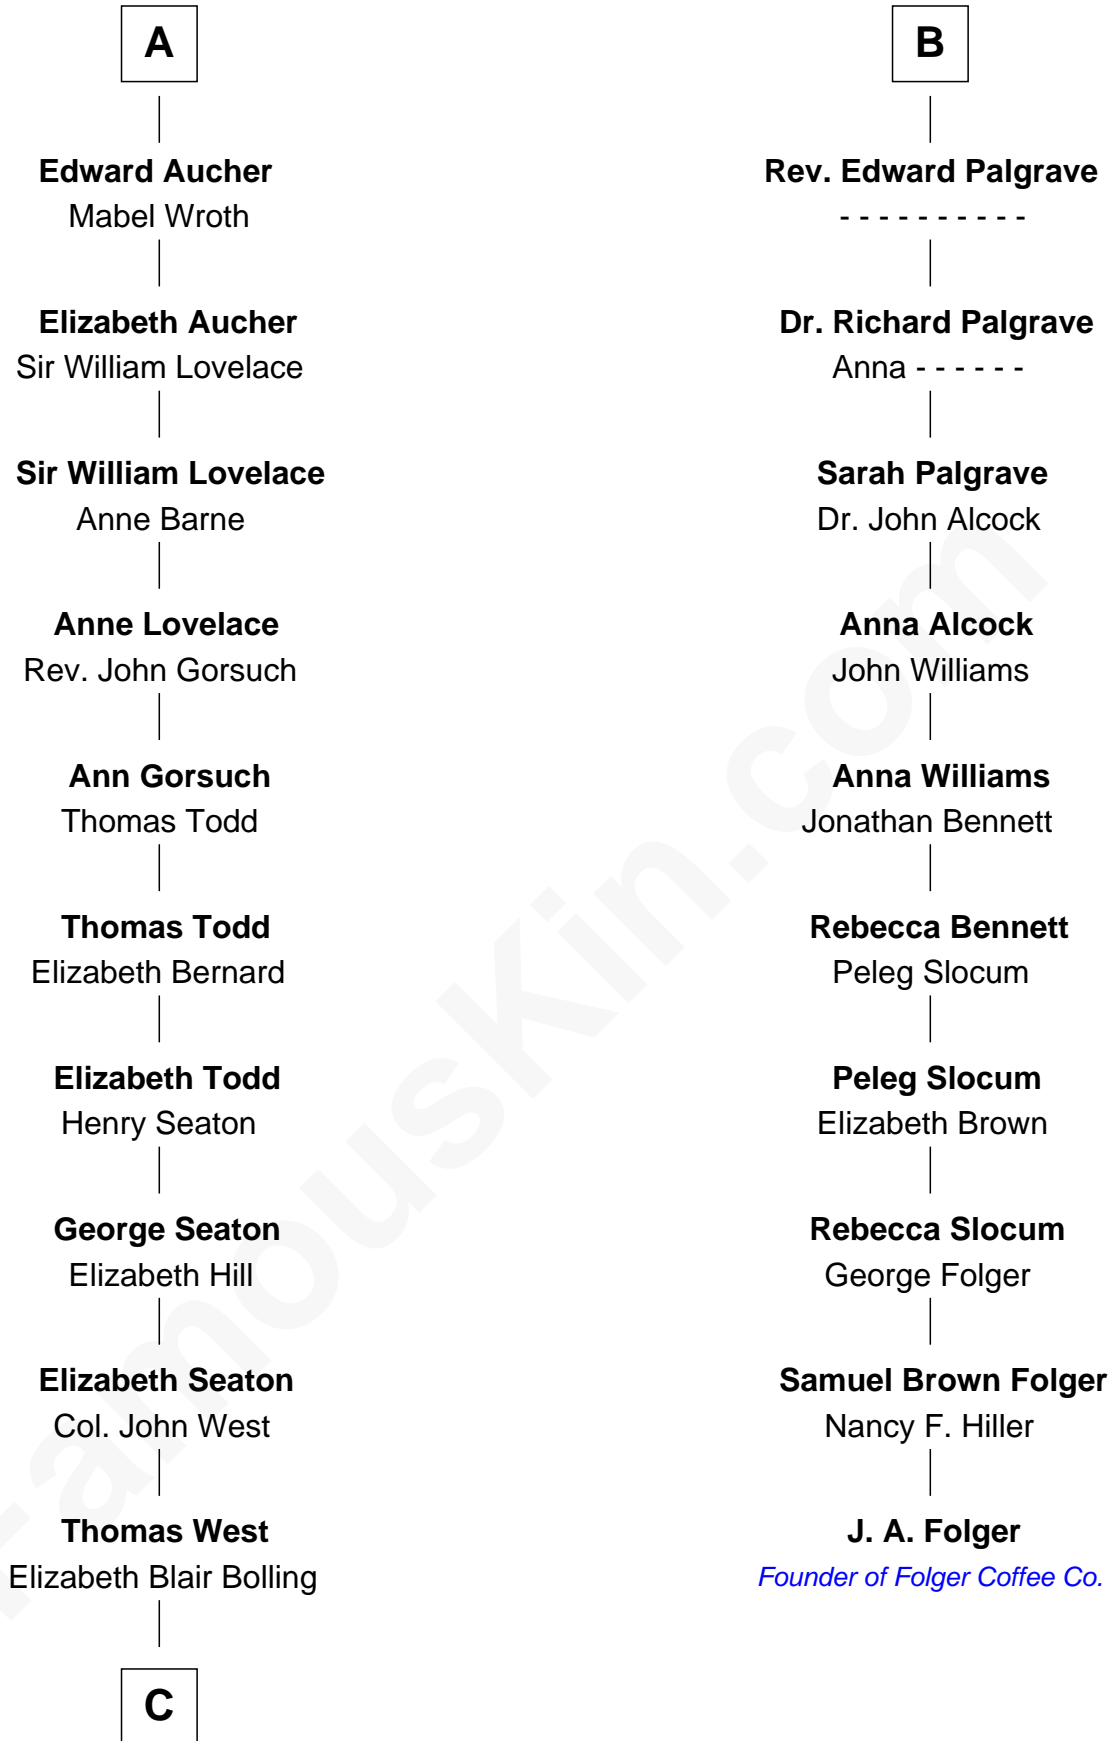 A
Edward Aucher
Mabel Wroth
Elizabeth Aucher
Sir William Lovelace
Sir William Lovelace
Anne Barne
Anne Lovelace
Rev. John Gorsuch
Ann Gorsuch
Thomas Todd
Thomas Todd
Elizabeth Bernard
Elizabeth Todd
Henry Seaton
George Seaton
Elizabeth Hill
Elizabeth Seaton
Col. John West
Thomas West
Elizabeth Blair Bolling
C
B
Rev. Edward Palgrave
- - - - - - - - - -
Dr. Richard Palgrave
Anna - - - - - -
Sarah Palgrave
Dr. John Alcock
Anna Alcock
John Williams
Anna Williams
Jonathan Bennett
Rebecca Bennett
Peleg Slocum
Peleg Slocum
Elizabeth Brown
Rebecca Slocum
George Folger
Samuel Brown Folger
Nancy F. Hiller
J. A. Folger
Founder of Folger Coffee Co.
FamousKin.com